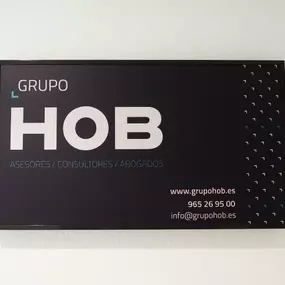 GRUPO
HOB
ASESORES / CONSULTORES / ABOGADOS
www.grupohob.es
965 26 95 00
info@grupohob.es